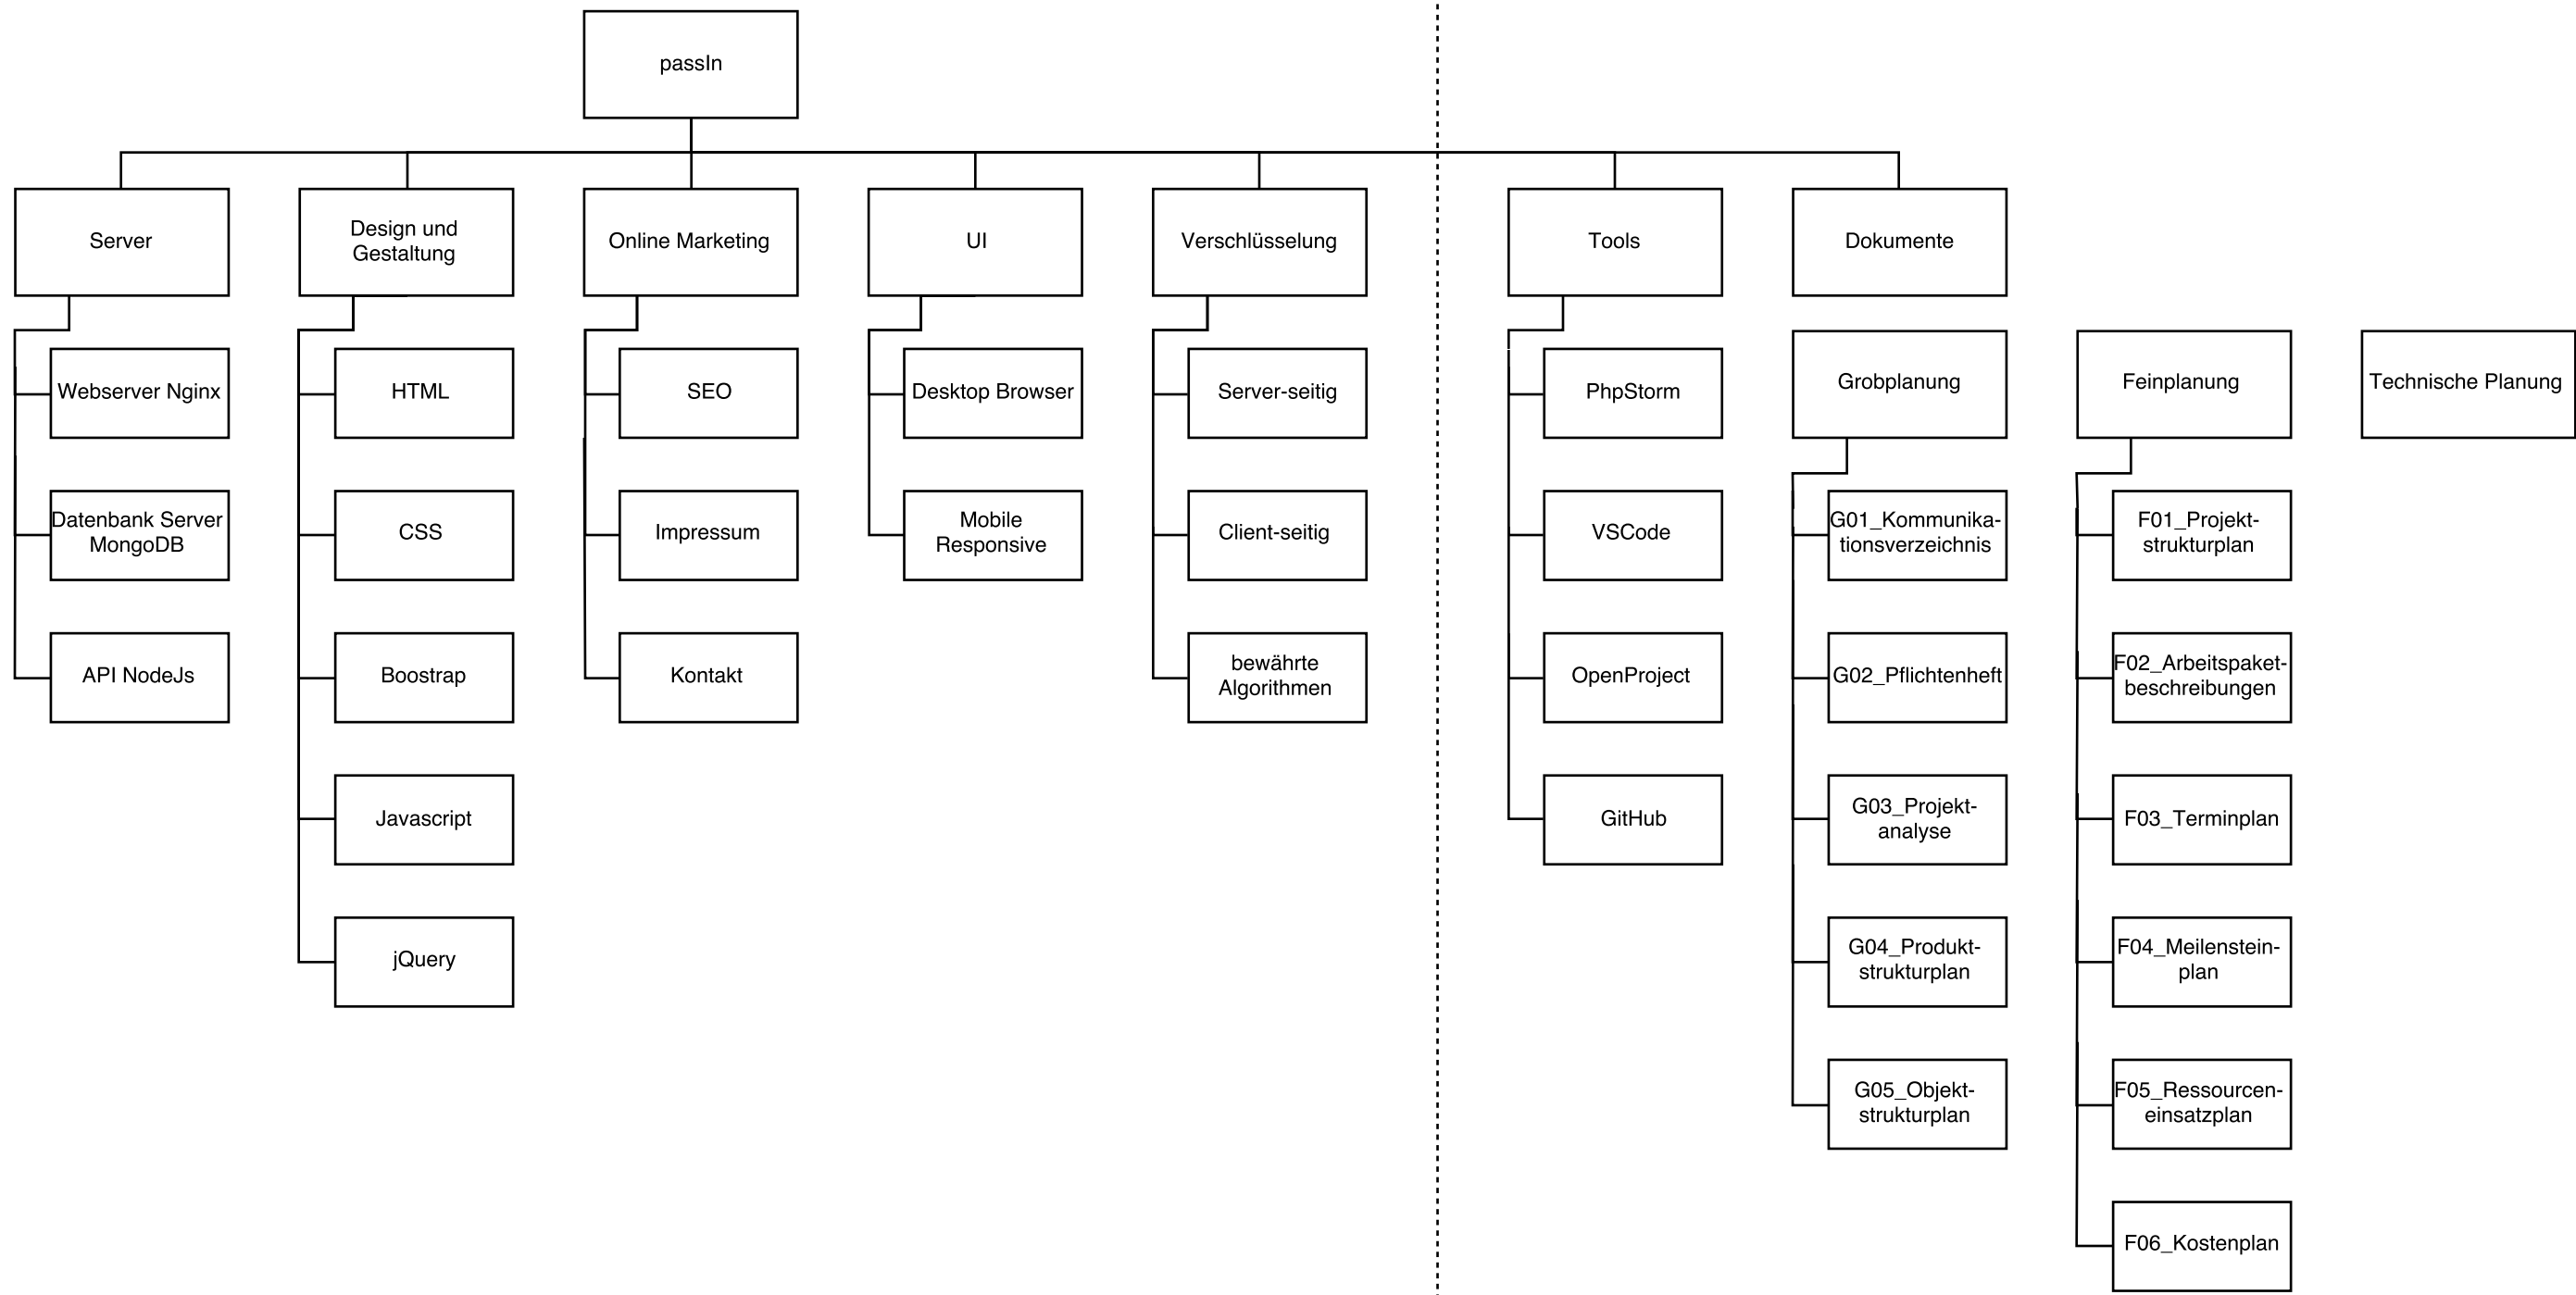 passIn
Server
Design und
Gestaltung
Online Marketing
UI
Verschlüsselung
Tools
Dokumente
Webserver Nginx
Datenbank Server
MongoDB
API NodeJs
HTML
CSS
Boostrap
Javascript
jQuery
SEO
Impressum
Kontakt
Desktop Browser
Mobile
Responsive
Server-seitig
Client-seitig
bewährte
Algorithmen
PhpStorm
VSCode
OpenProject
GitHub
Grobplanung
G01_Kommunika-
tionsverzeichnis
G02_Pflichtenheft
G03_Projekt-
analyse
G04_Produkt-
strukturplan
G05_Objekt-
strukturplan
Feinplanung
F01_Projekt-
strukturplan
F02_Arbeitspaket-
beschreibungen
F03_Terminplan
F04_Meilenstein-
plan
F05_Ressourcen-
einsatzplan
F06_Kostenplan
Technische Planung